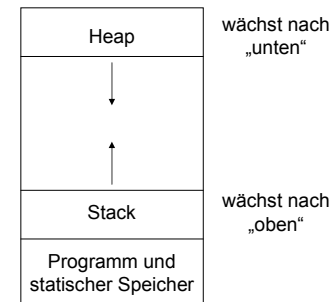 Heap
wächst nach
„unten“
Stack
wächst nach
„oben“
Programm und
statischer Speicher